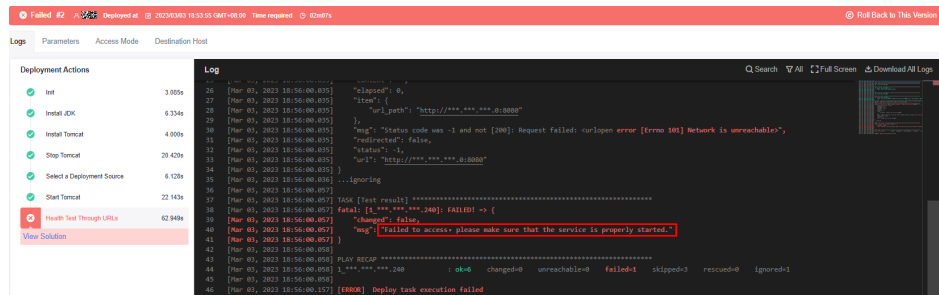 Failed #2 Deployed at 2023/03/03 18:53:55 GMT+08:00 Time required 02m07s Roll Back to This Version
Logs Parameters Access Mode Destination Host
Deployment Actions
Init 3.085s
Install JDK 6.334s
Install Tomcat 4.000s
Stop Tomcat 20.420s
Select a Deployment Source 6.128s
Start Tomcat 22.143s
Health Test Through URLs 62.949s
View Solution
Log Search All Full Screen Download All Logs
26 [Mar 03, 2023 18:56:00.035] "elapsed": 0,
27 [Mar 03, 2023 18:56:00.035] "item": {
28 [Mar 03, 2023 18:56:00.035] "url_path": "http://***.***.***.0:8080"
29 [Mar 03, 2023 18:56:00.035] },
30 [Mar 03, 2023 18:56:00.035] "msg": "Status code was -1 and not [200]: Request failed: <urlopen error [Errno 101] Network is unreachable>",
31 [Mar 03, 2023 18:56:00.035] "redirected": false,
32 [Mar 03, 2023 18:56:00.035] "status": -1,
33 [Mar 03, 2023 18:56:00.035] "url": "http://***.***.***.0:8080"
34 [Mar 03, 2023 18:56:00.035] }
35 [Mar 03, 2023 18:56:00.036] ...ignoring
36 [Mar 03, 2023 18:56:00.057]
37 [Mar 03, 2023 18:56:00.057] TASK [Test result] ****************************************************************
38 [Mar 03, 2023 18:56:00.057] fatal: [1_***.***.***.240]: FAILED! => {
39 [Mar 03, 2023 18:56:00.057] "changed": false,
40 [Mar 03, 2023 18:56:00.057] "msg": "Failed to access, please make sure that the service is properly started."
41 [Mar 03, 2023 18:56:00.057] }
42 [Mar 03, 2023 18:56:00.058]
43 [Mar 03, 2023 18:56:00.058] PLAY RECAP *********************************************************************
44 [Mar 03, 2023 18:56:00.058] 1_***.***.***.240 : ok=6 changed=0 unreachable=0 failed=1 skipped=3 rescued=0 ignored=1
45 [Mar 03, 2023 18:56:00.058]
46 [Mar 03, 2023 18:56:00.157] [ERROR] Deploy task execution failed